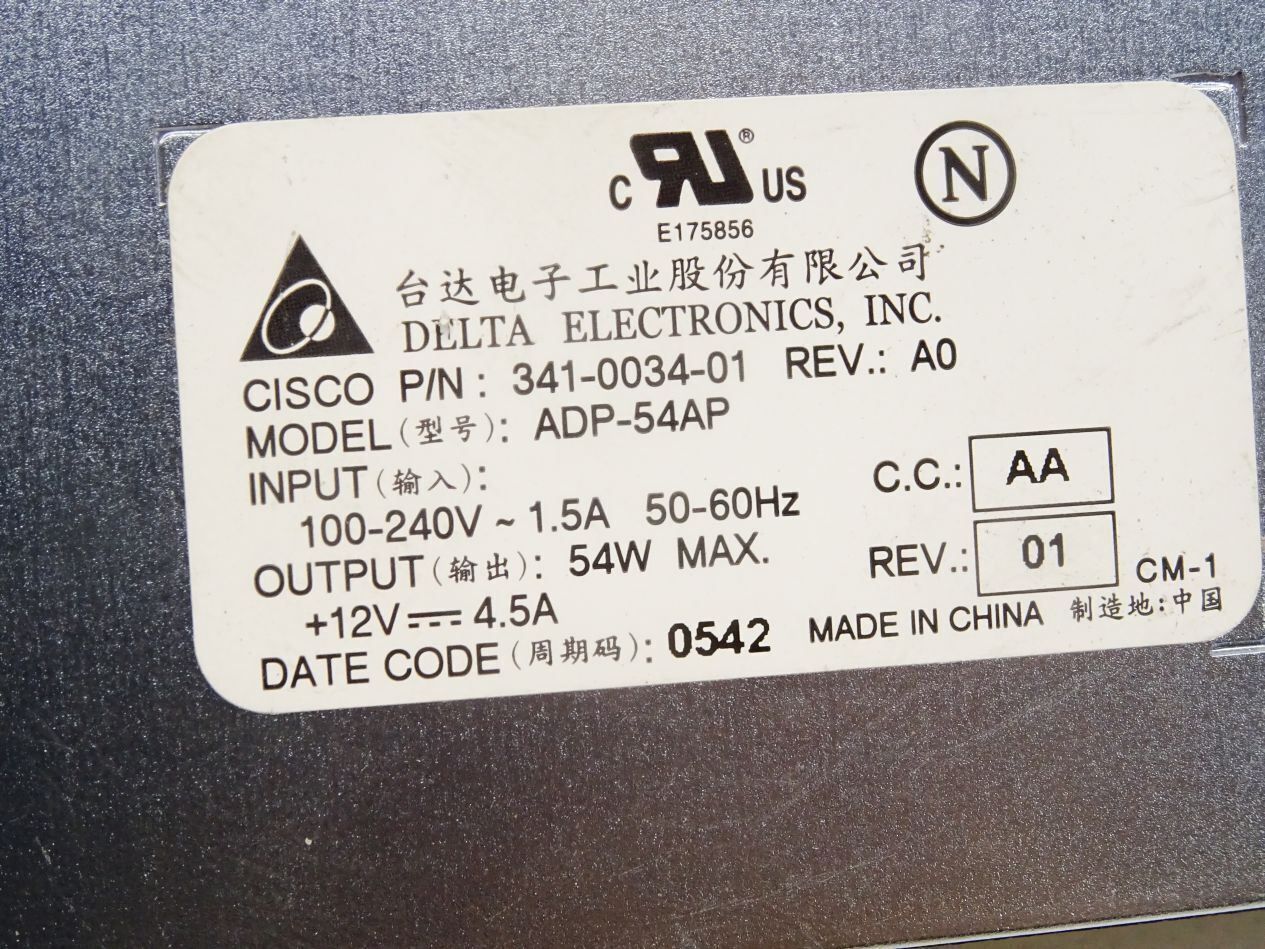 c RU ® US
N
E175856
台达电子工业股份有限公司
DELTA ELECTRONICS, INC.
CISCO P/N: 341-0034-01 REV.: A0
MODEL(型号): ADP-54AP
INPUT(输入):
100-240V ~ 1.5A 50-60Hz
C.C.: AA
OUTPUT(输出): 54W MAX.
REV.: 01
CM-1
+12V⎓4.5A
DATE CODE(周期码): 0542
MADE IN CHINA 制造地:中国